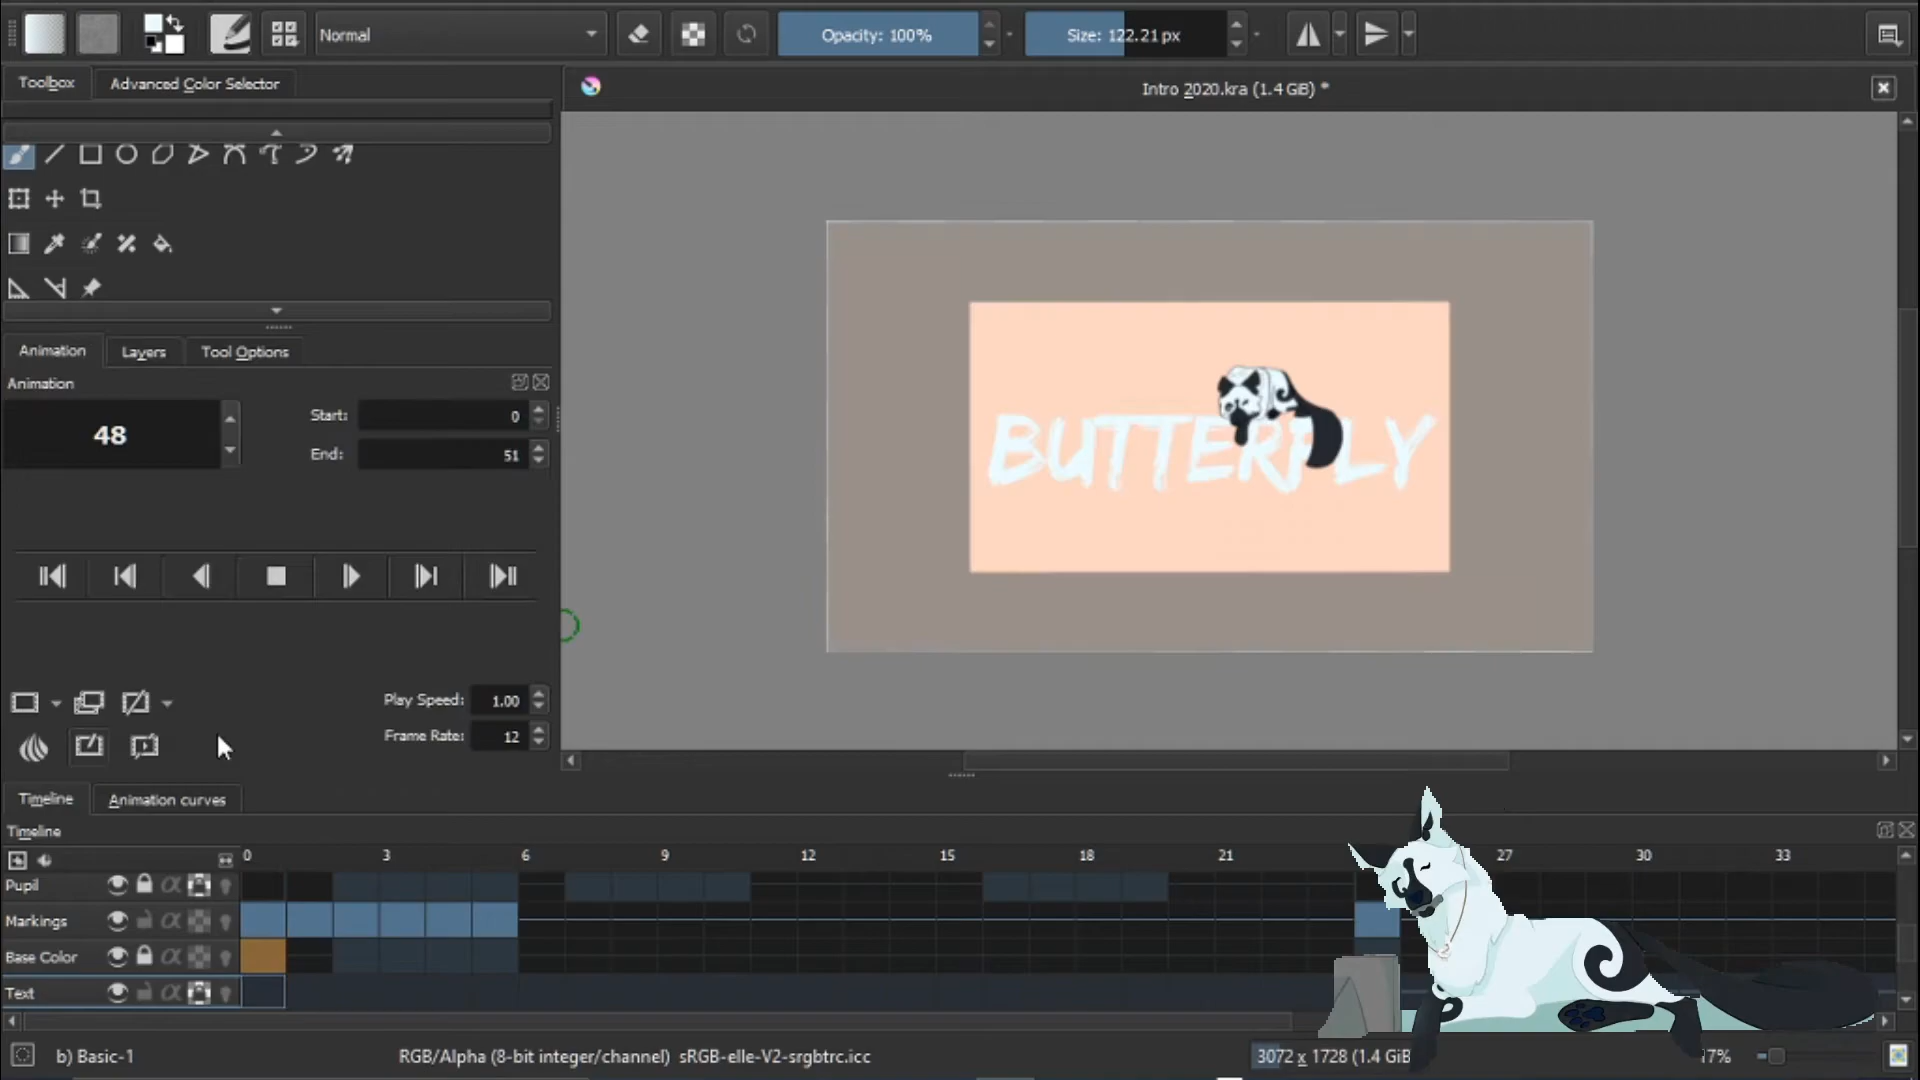 Normal
Opacity: 100%
Size: 122.21 px
Toolbox
Advanced Color Selector
Intro 2020.kra (1.4 GiB) *
BUTTERFLY
Animation
Layers
Tool Options
Animation
48
Start:
0
End:
51
Play Speed:
1.00
Frame Rate:
12
Timeline
Animation curves
Timeline
0
3
6
9
12
15
18
21
27
30
33
Pupil
Markings
Base Color
Text
b) Basic-1
RGB/Alpha (8-bit integer/channel) sRGB-elle-V2-srgbtrc.icc
3072 x 1728 (1.4 GiB
7%